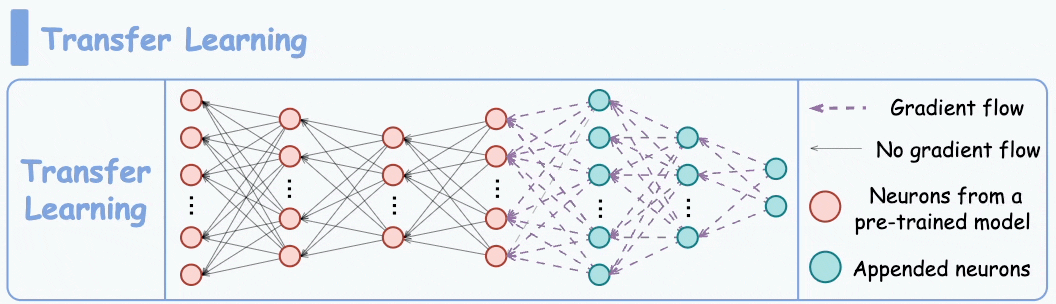 Transfer Learning
Transfer
Learning
Gradient flow
No gradient flow
Neurons from a
pre-trained model
Appended neurons